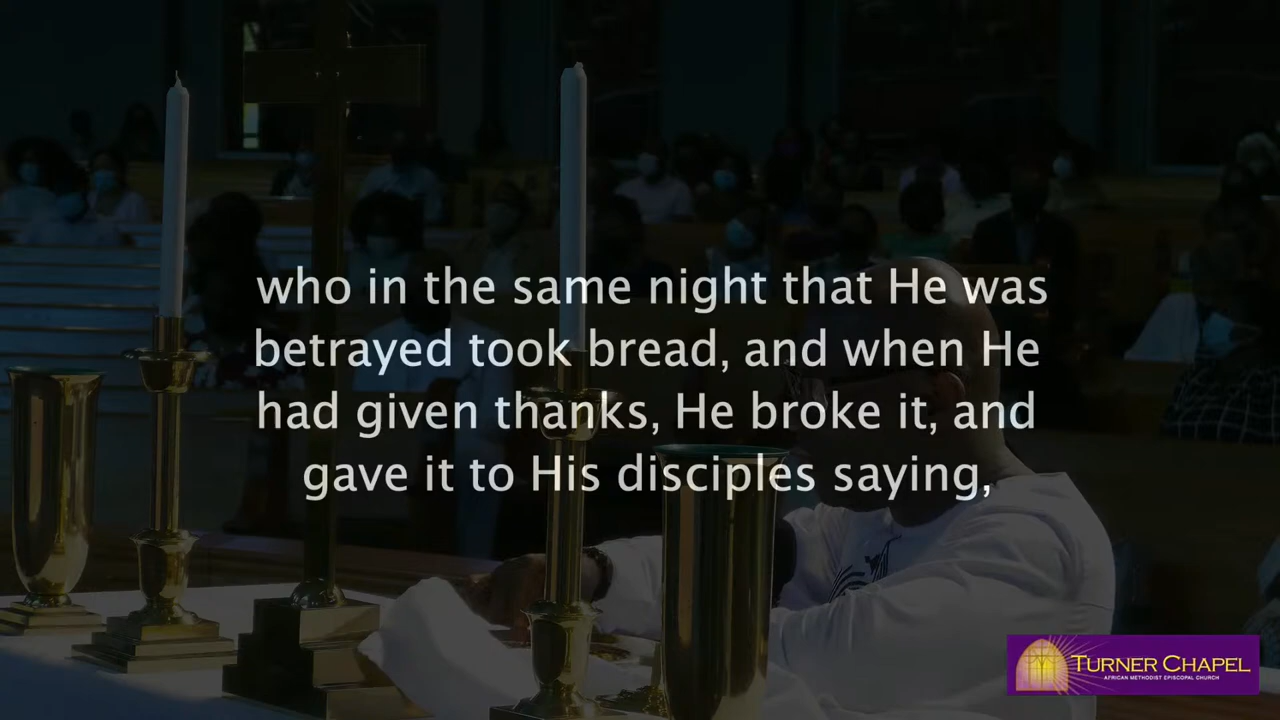 who in the same night that He was
betrayed took bread, and when He
had given thanks, He broke it, and
gave it to His disciples saying,
TURNER CHAPEL
AFRICAN METHODIST EPISCOPAL CHURCH